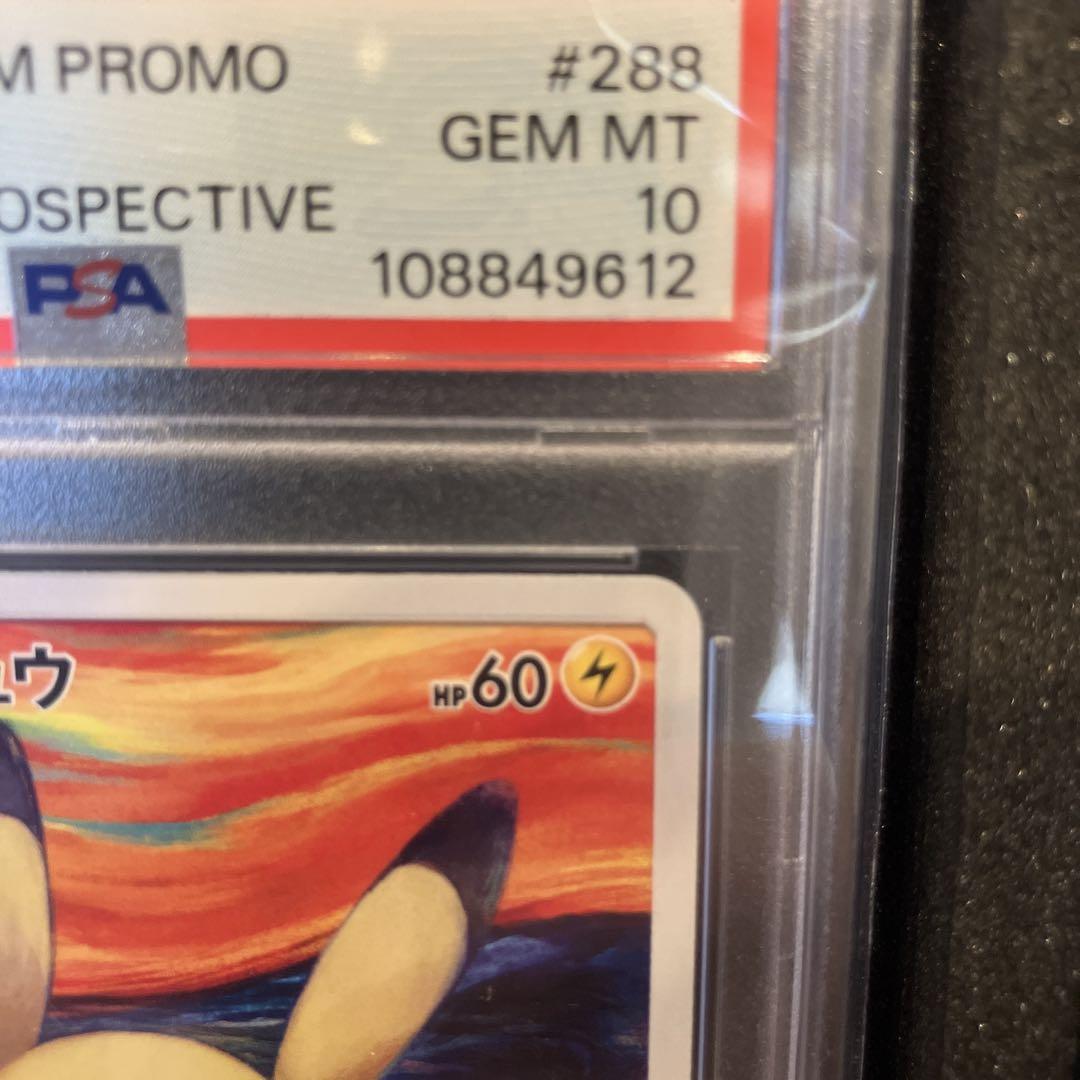 M PROMO #288
GEM MT
OSPECTIVE 10
PSA 108849612
ュウ HP60